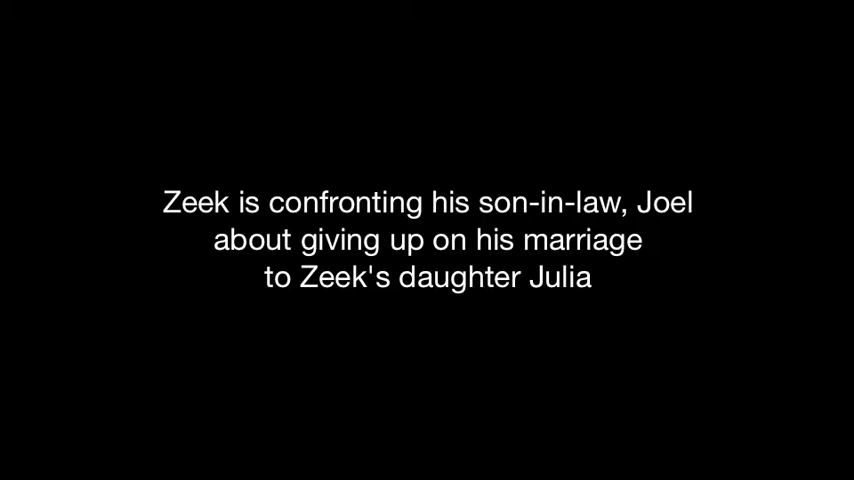 Zeek is confronting his son-in-law, Joel
about giving up on his marriage
to Zeek's daughter Julia